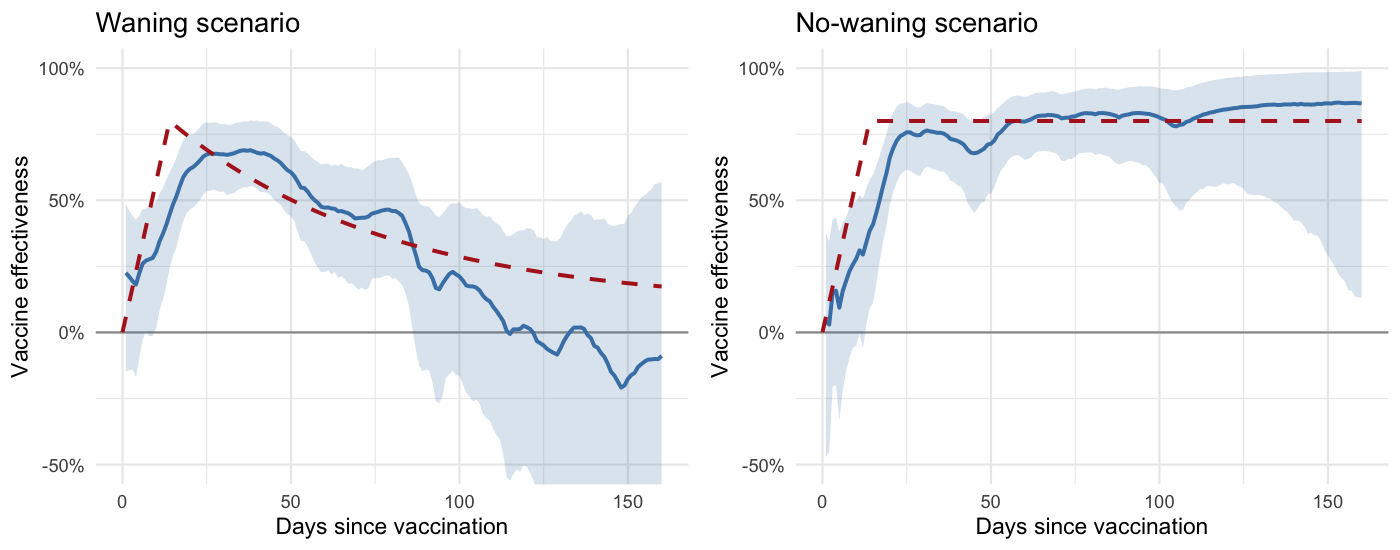 Waning scenario
100%
50%
0%
-50%
0 50 100 150
Days since vaccination
Vaccine effectiveness
No-waning scenario
100%
50%
0%
-50%
0 50 100 150
Days since vaccination
Vaccine effectiveness